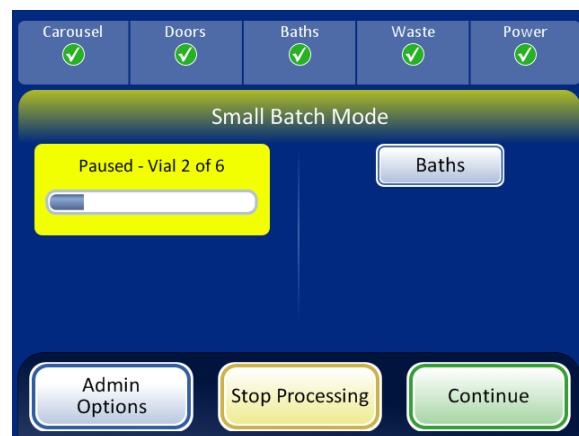 Carousel Doors Baths Waste Power
Small Batch Mode
Paused - Vial 2 of 6
Baths
Admin
Options
Stop Processing
Continue